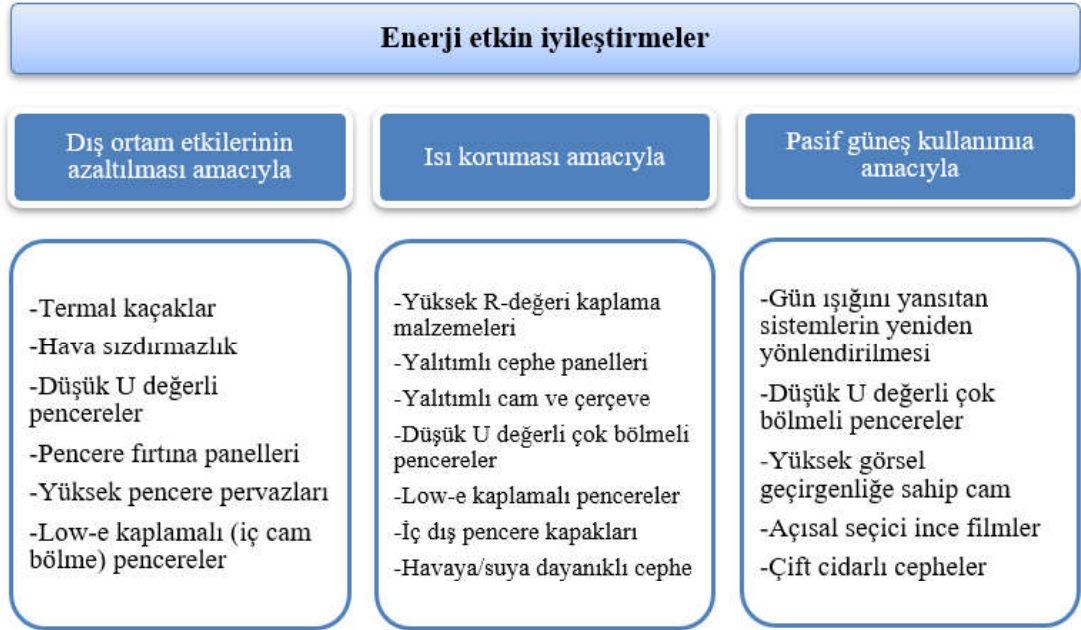 Enerji etkin iyileştirmeler
Dış ortam etkilerinin
azaltılması amacıyla
-Termal kaçaklar
-Hava sızdırmazlık
-Düşük U değerli
pencereler
-Pencere fırtına panelleri
-Yüksek pencere pervazları
-Low-e kaplamalı (iç cam
bölme) pencereler
Isı koruması amacıyla
-Yüksek R-değeri kaplama
malzemeleri
-Yalıtımlı cephe panelleri
-Yalıtımlı cam ve çerçeve
-Düşük U değerli çok bölmeli
pencereler
-Low-e kaplamalı pencereler
-İç dış pencere kapakları
-Havaya/suya dayanıklı cephe
Pasif güneş kullanımıa
amacıyla
-Gün ışığını yansıtan
sistemlerin yeniden
yönlendirilmesi
-Düşük U değerli çok
bölmeli pencereler
-Yüksek görsel
geçirgenliğe sahip cam
-Açısal seçici ince filmler
-Çift cidarlı cepheler